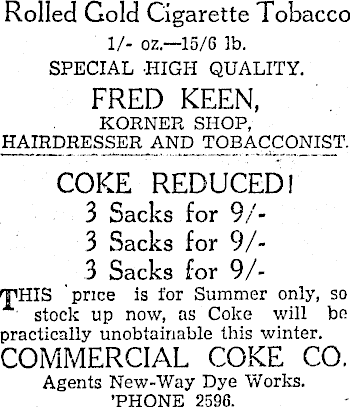 Rolled Gold Cigarette Tobacco
1/- oz.—15/6 lb.
SPECIAL HIGH QUALITY.
FRED KEEN,
KORNER SHOP,
HAIRDRESSER AND TOBACCONIST.
COKE REDUCED!
3 Sacks for 9/-
3 Sacks for 9/-
3 Sacks for 9/-
THIS price is for Summer only, so
stock up now, as Coke will be
practically unobtainable this winter.
COMMERCIAL COKE CO.
Agents New-Way Dye Works.
'PHONE 2596.